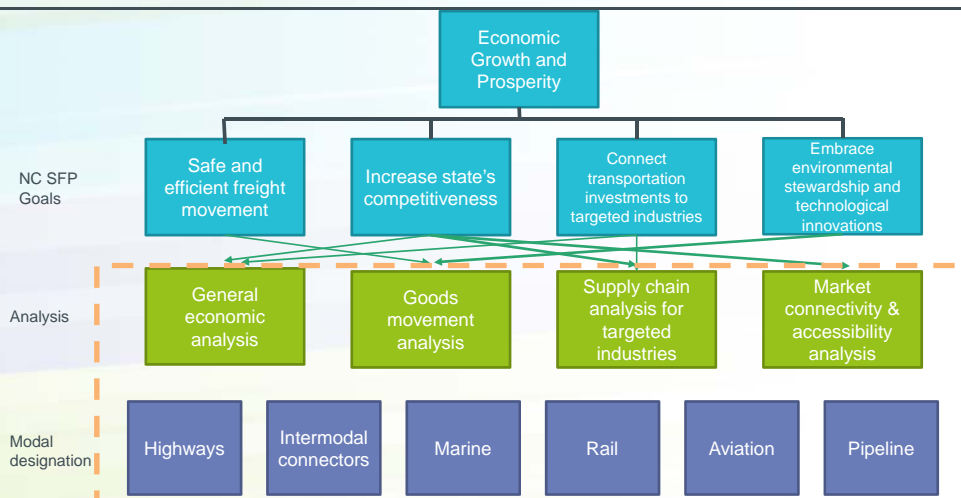 Economic
Growth and
Prosperity
NC SFP
Goals
Safe and
efficient freight
movement
Increase state's
competitiveness
Connect
transportation
investments to
targeted industries
Embrace
environmental
stewardship and
technological
innovations
Analysis
General
economic
analysis
Goods
movement
analysis
Supply chain
analysis for
targeted
industries
Market
connectivity &
accessibility
analysis
Modal
designation
Highways
Intermodal
connectors
Marine
Rail
Aviation
Pipeline